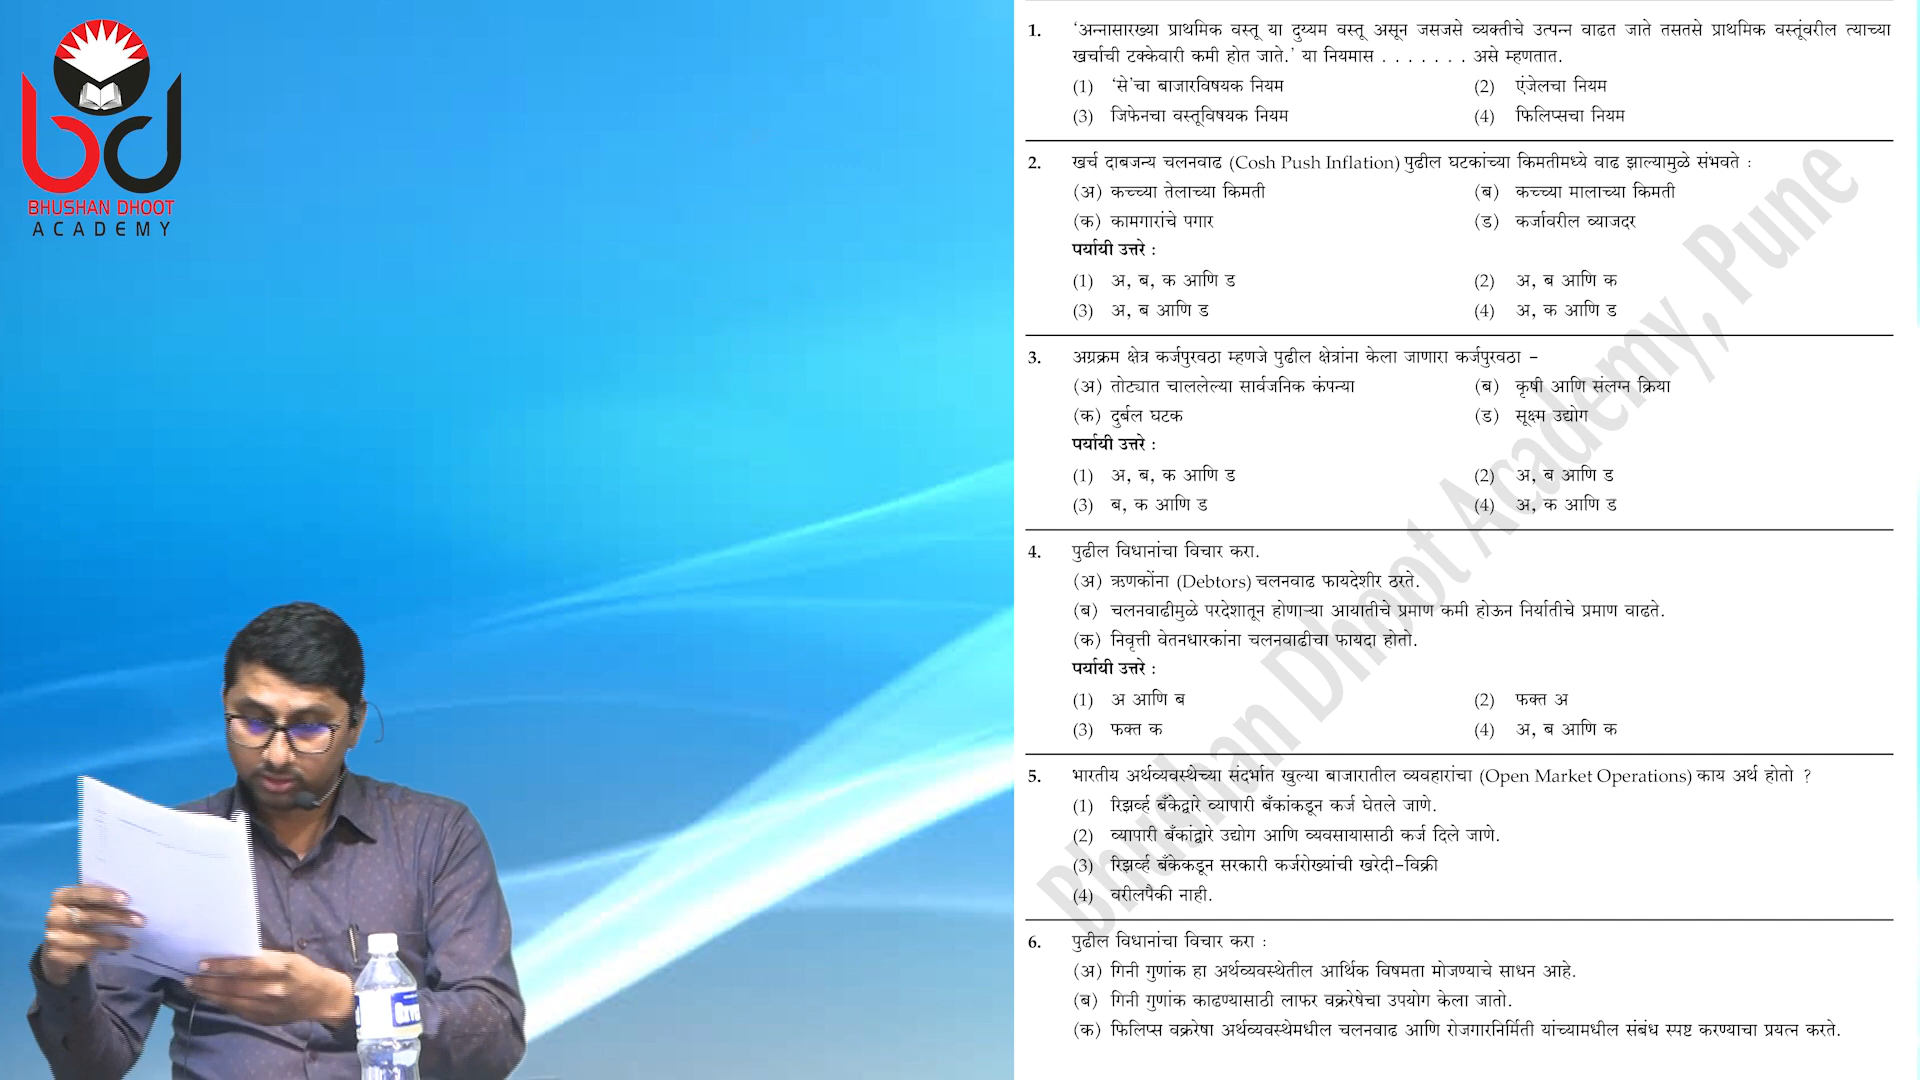 BHUSHAN DHOOT
ACADEMY
1. ‘अन्नासारख्या प्राथमिक वस्तू या दुय्यम वस्तू असून जसजसे व्यक्तीचे उत्पन्न वाढत जाते तसतसे प्राथमिक वस्तूंवरील त्याच्या
खर्चाची टक्केवारी कमी होत जाते.’ या नियमास . . . . . . . असे म्हणतात.
(1) ‘से’चा बाजारविषयक नियम (2) एंजेलचा नियम
(3) जिफेनचा वस्तूविषयक नियम (4) फिलिप्सचा नियम
2. खर्च दाबजन्य चलनवाढ (Cosh Push Inflation) पुढील घटकांच्या किमतीमध्ये वाढ झाल्यामुळे संभवते :
(अ) कच्च्या तेलाच्या किमती (ब) कच्च्या मालाच्या किमती
(क) कामगारांचे पगार (ड) कर्जावरील व्याजदर
पर्यायी उत्तरे :
(1) अ, ब, क आणि ड (2) अ, ब आणि क
(3) अ, ब आणि ड (4) अ, क आणि ड
3. अग्रक्रम क्षेत्र कर्जपुरवठा म्हणजे पुढील क्षेत्रांना केला जाणारा कर्जपुरवठा –
(अ) तोट्यात चाललेल्या सार्वजनिक कंपन्या (ब) कृषी आणि संलग्न क्रिया
(क) दुर्बल घटक (ड) सूक्ष्म उद्योग
पर्यायी उत्तरे :
(1) अ, ब, क आणि ड (2) अ, ब आणि ड
(3) ब, क आणि ड (4) अ, क आणि ड
4. पुढील विधानांचा विचार करा.
(अ) ऋणकोंना (Debtors) चलनवाढ फायदेशीर ठरते.
(ब) चलनवाढीमुळे परदेशातून होणाऱ्या आयातीचे प्रमाण कमी होऊन निर्यातीचे प्रमाण वाढते.
(क) निवृत्ती वेतनधारकांना चलनवाढीचा फायदा होतो.
पर्यायी उत्तरे :
(1) अ आणि ब (2) फक्त अ
(3) फक्त क (4) अ, ब आणि क
5. भारतीय अर्थव्यवस्थेच्या संदर्भात खुल्या बाजारातील व्यवहारांचा (Open Market Operations) काय अर्थ होतो ?
(1) रिझर्व्ह बँकेद्वारे व्यापारी बँकांकडून कर्ज घेतले जाणे.
(2) व्यापारी बँकांद्वारे उद्योग आणि व्यवसायासाठी कर्ज दिले जाणे.
(3) रिझर्व्ह बँकेकडून सरकारी कर्जरोख्यांची खरेदी-विक्री
(4) वरीलपैकी नाही.
6. पुढील विधानांचा विचार करा :
(अ) गिनी गुणांक हा अर्थव्यवस्थेतील आर्थिक विषमता मोजण्याचे साधन आहे.
(ब) गिनी गुणांक काढण्यासाठी लाफर वक्ररेषेचा उपयोग केला जातो.
(क) फिलिप्स वक्ररेषा अर्थव्यवस्थेमधील चलनवाढ आणि रोजगारनिर्मिती यांच्यामधील संबंध स्पष्ट करण्याचा प्रयत्न करते.
Bhushan Dhoot Academy, Pune